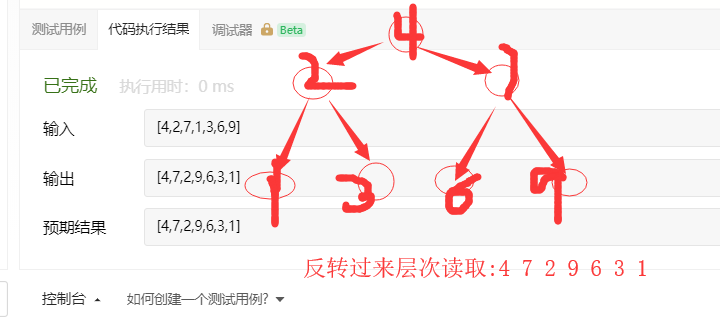 测试用例 代码执行结果 调试器 Beta
4
2 7
已完成 执行用时：0 ms
输入 [4,2,7,1,3,6,9]
输出 [4,7,2,9,6,3,1]
1 3 6 9
预期结果 [4,7,2,9,6,3,1]
反转过来层次读取:4 7 2 9 6 3 1
控制台 如何创建一个测试用例?